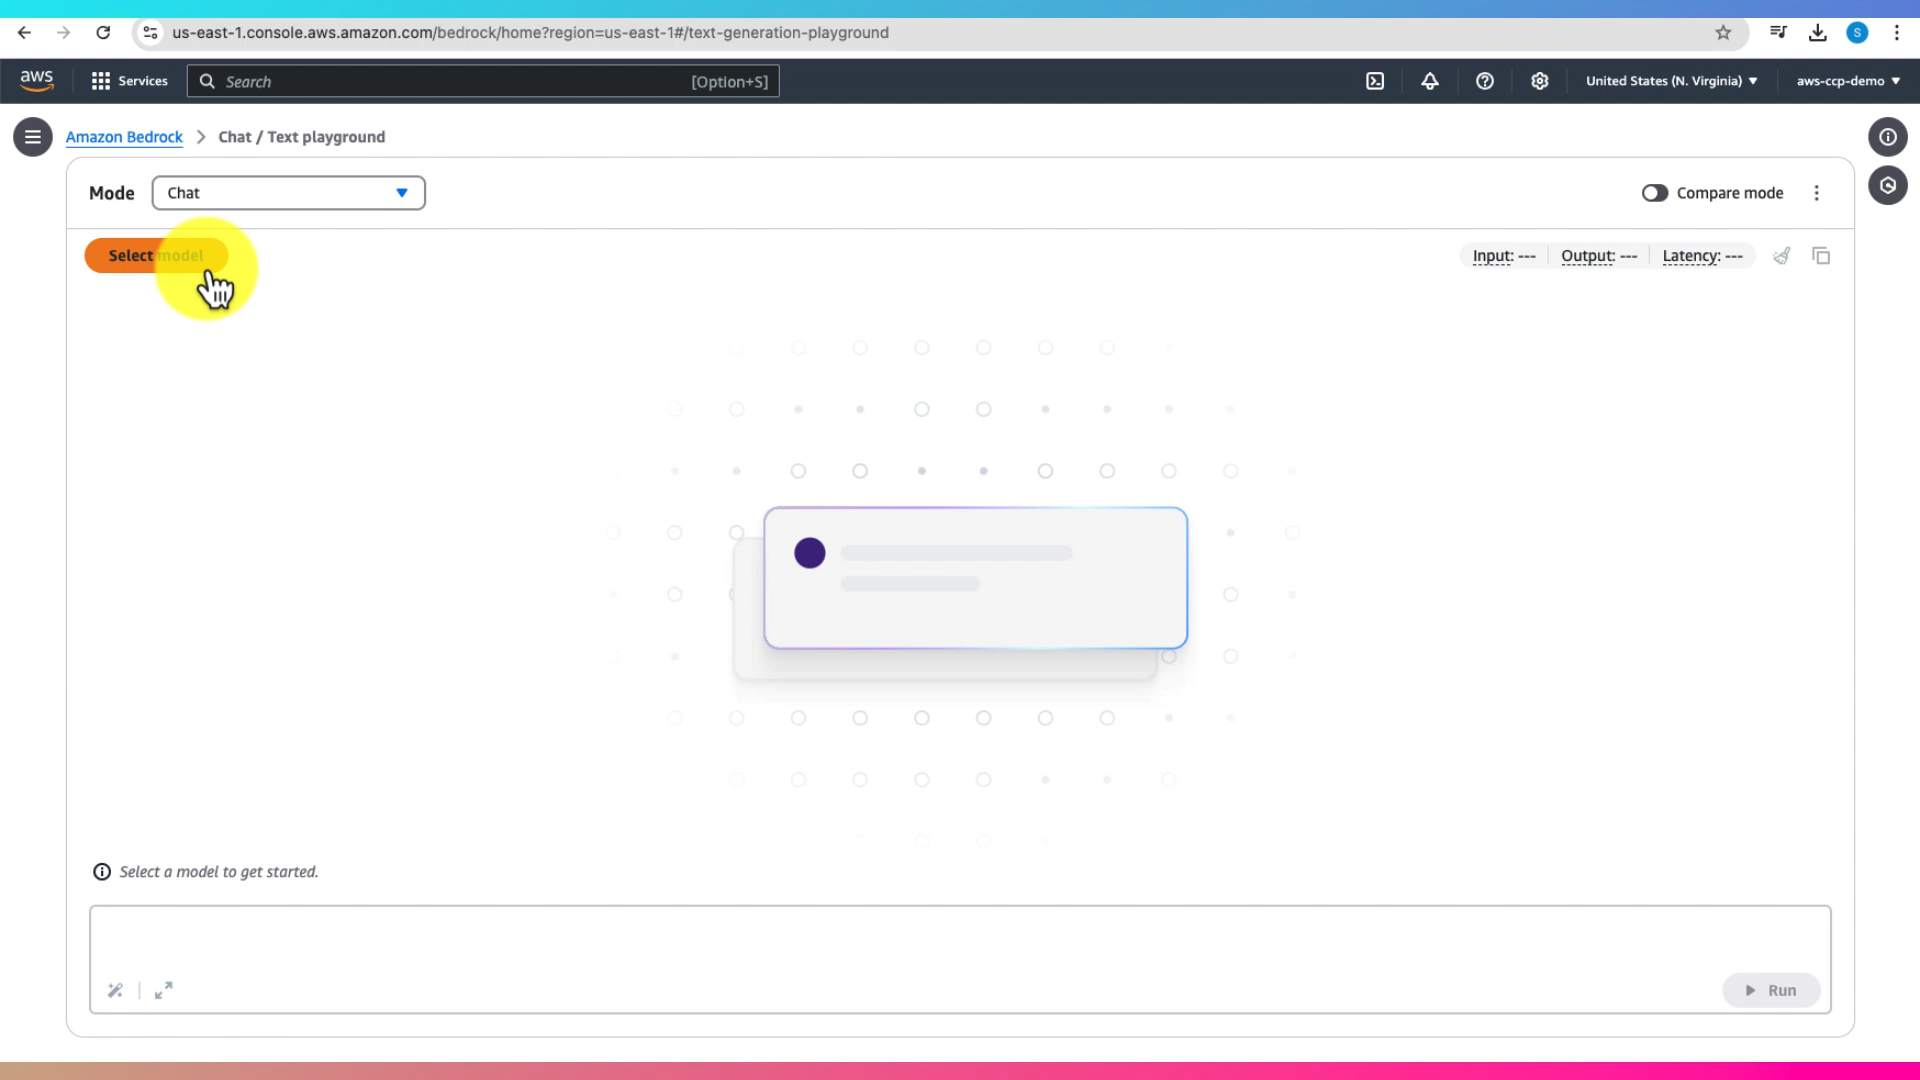 us-east-1.console.aws.amazon.com/bedrock/home?region=us-east-1#/text-generation-playground
S
aws
Services
Search
[Option+S]
United States (N. Virginia)
aws-ccp-demo
Amazon Bedrock
Chat / Text playground
Mode
Chat
Compare mode
Select model
Input: ---
Output: ---
Latency: ---
Select a model to get started.
Run